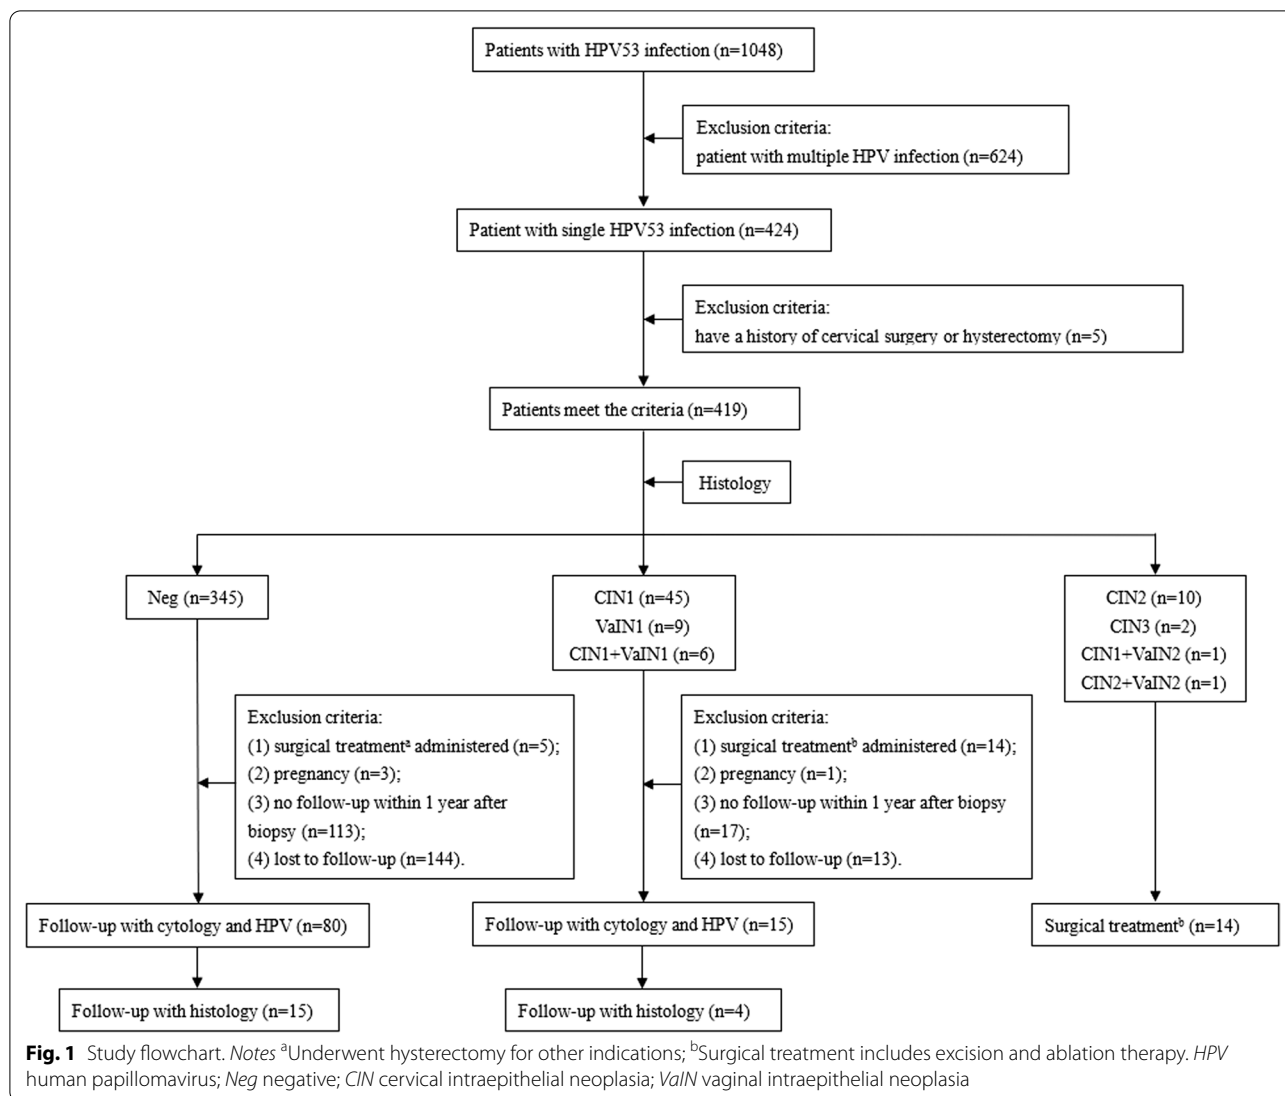 Patients with HPV53 infection (n=1048)
Exclusion criteria:
patient with multiple HPV infection (n=624)
Patient with single HPV53 infection (n=424)
Exclusion criteria:
have a history of cervical surgery or hysterectomy (n=5)
Patients meet the criteria (n=419)
Histology
Neg (n=345)
CIN1 (n=45)
VaIN1 (n=9)
CIN1+VaIN1 (n=6)
CIN2 (n=10)
CIN3 (n=2)
CIN1+VaIN2 (n=1)
CIN2+VaIN2 (n=1)
Exclusion criteria:
(1) surgical treatmentᵃ administered (n=5);
(2) pregnancy (n=3);
(3) no follow-up within 1 year after
biopsy (n=113);
(4) lost to follow-up (n=144).
Exclusion criteria:
(1) surgical treatmentᵇ administered (n=14);
(2) pregnancy (n=1);
(3) no follow-up within 1 year after biopsy
(n=17);
(4) lost to follow-up (n=13).
Follow-up with cytology and HPV (n=80)
Follow-up with cytology and HPV (n=15)
Surgical treatmentᵇ (n=14)
Follow-up with histology (n=15)
Follow-up with histology (n=4)
Fig. 1 Study flowchart. Notes ᵃUnderwent hysterectomy for other indications; ᵇSurgical treatment includes excision and ablation therapy. HPV
human papillomavirus; Neg negative; CIN cervical intraepithelial neoplasia; VaIN vaginal intraepithelial neoplasia